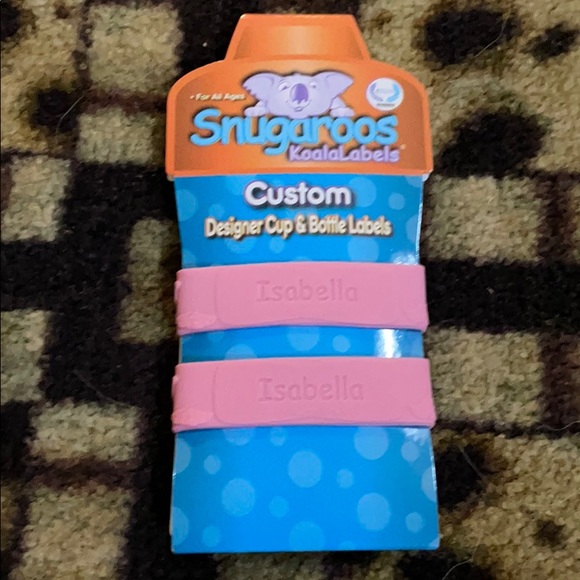 • For All Ages
Snugaroos®
KoalaLabels
Custom
Designer Cup & Bottle Labels
Isabella
Isabella